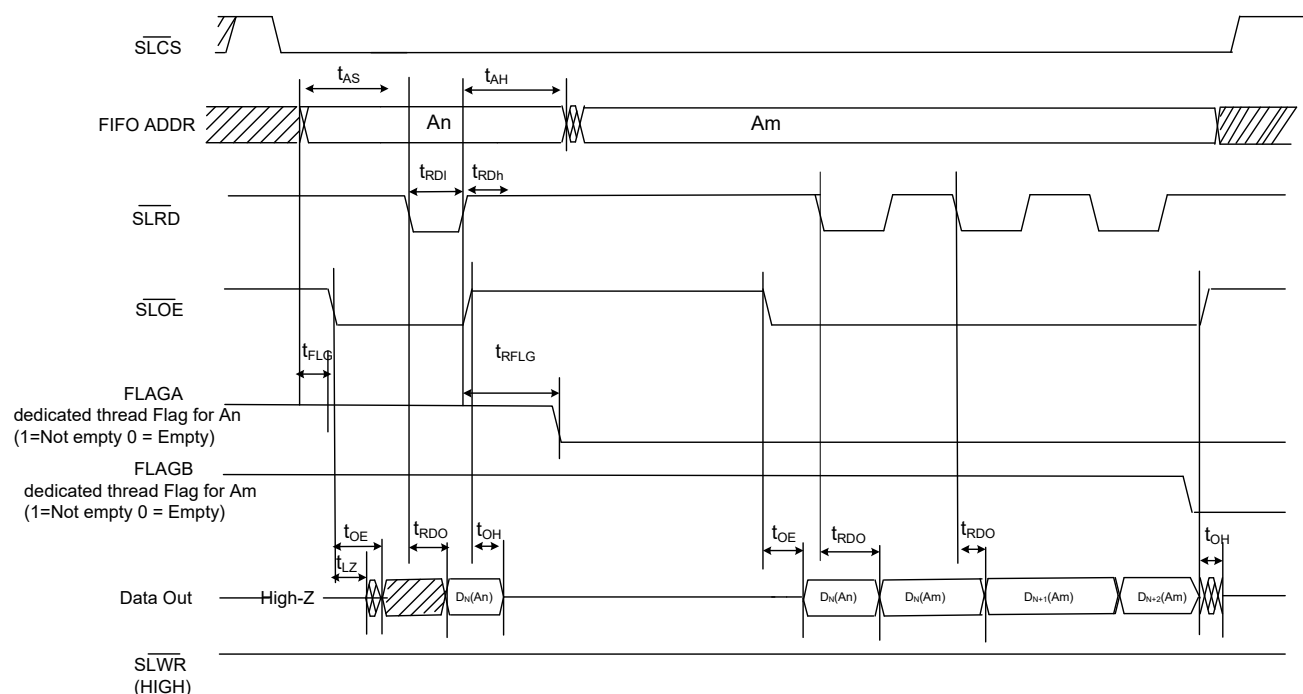 SLCS
tAS
tAH
FIFO ADDR
An
Am
tRDl
tRDh
SLRD
SLOE
tFLG
tRFLG
FLAGA
dedicated thread Flag for An
(1=Not empty 0 = Empty)
FLAGB
dedicated thread Flag for Am
(1=Not empty 0 = Empty)
tOE
tRDO
tOH
tOE
tRDO
tRDO
tOH
tLZ
Data Out
High-Z
DN(An)
DN(An)
DN(Am)
DN+1(Am)
DN+2(Am)
SLWR
(HIGH)